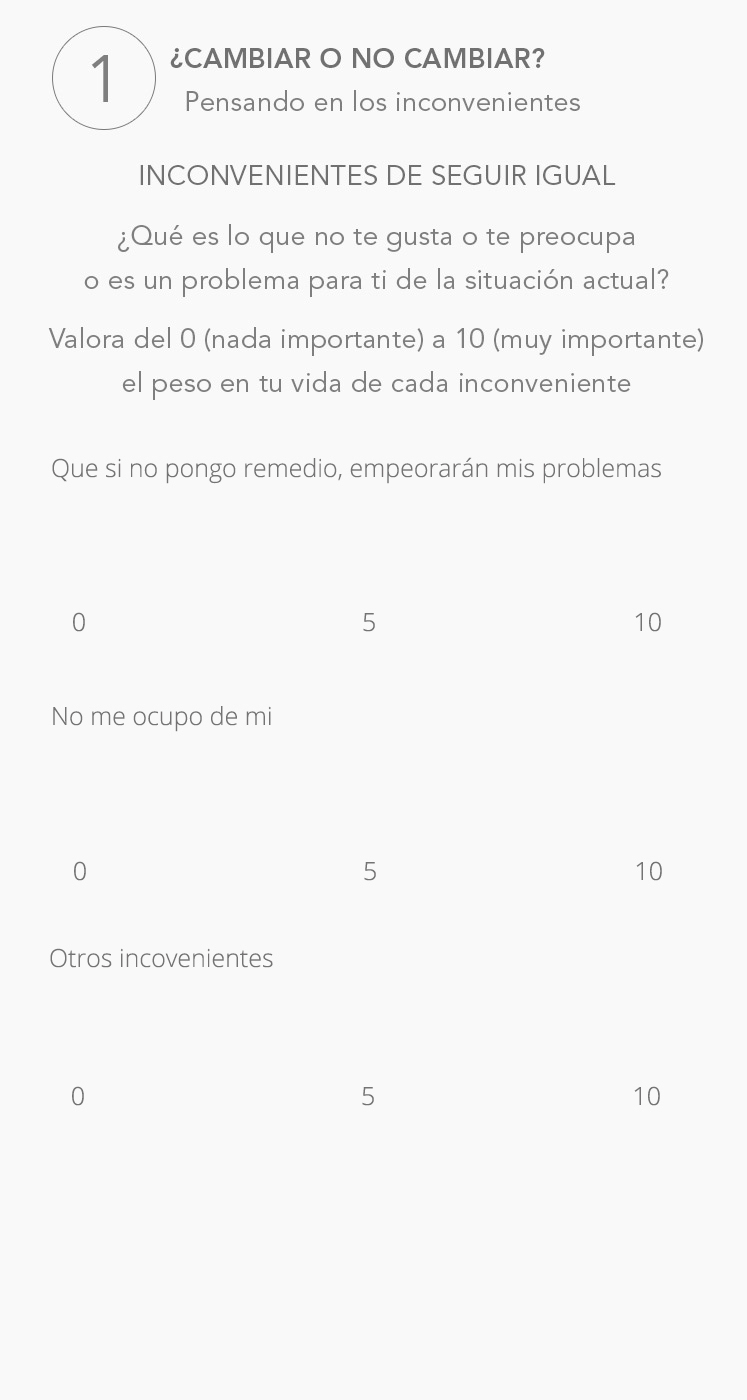 1
¿CAMBIAR O NO CAMBIAR?
Pensando en los inconvenientes
INCONVENIENTES DE SEGUIR IGUAL
¿Qué es lo que no te gusta o te preocupa
o es un problema para ti de la situación actual?
Valora del 0 (nada importante) a 10 (muy importante)
el peso en tu vida de cada inconveniente
Que si no pongo remedio, empeorarán mis problemas
0 5 10
No me ocupo de mi
0 5 10
Otros incovenientes
0 5 10